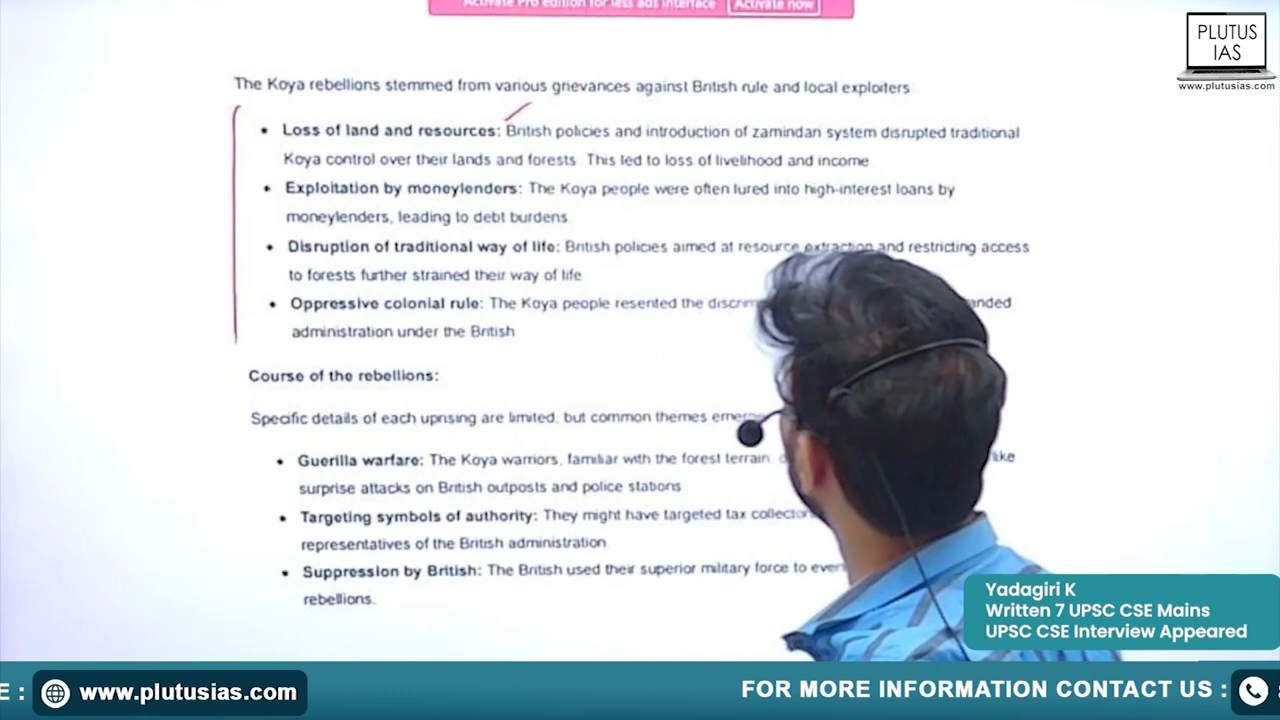 Activate Pro edition for less ads interface Activate now
PLUTUS
IAS
www.plutusias.com
The Koya rebellions stemmed from various grievances against British rule and local exploiters
• Loss of land and resources: British policies and introduction of zamindari system disrupted traditional
Koya control over their lands and forests This led to loss of livelihood and income
• Exploitation by moneylenders: The Koya people were often lured into high-interest loans by
moneylenders, leading to debt burdens
• Disruption of traditional way of life: British policies aimed at resource extraction and restricting access
to forests further strained their way of life
• Oppressive colonial rule: The Koya people resented the
administration under the British
Course of the rebellions:
Specific details of each uprising are limited, but common themes
• Guerilla warfare: The Koya warriors, familiar with the forest terrain, like
surprise attacks on British outposts and police stations
• Targeting symbols of authority: They might have targeted tax
representatives of the British administration
• Suppression by British: The British used their superior military force to
rebellions.
Yadagiri K
Written 7 UPSC CSE Mains
UPSC CSE Interview Appeared
E : www.plutusias.com FOR MORE INFORMATION CONTACT US :